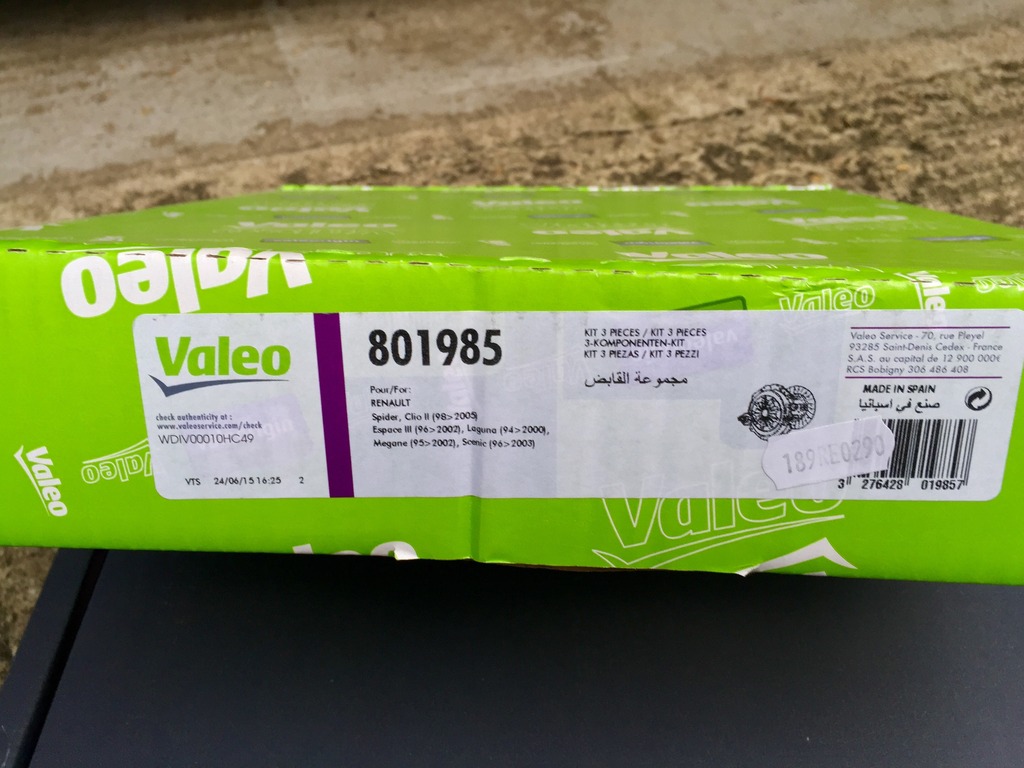 Valeo
Valeo
Valeo
Valeo
Valeo
check authenticity at :
www.valeoservice.com/check
WDIV00010HC49
VTS 24/06/15 16:25 2
801985
Pour/For:
RENAULT
Spider, Clio II (98>2005)
Espace III (96>2002), Laguna (94>2000),
Megane (95>2002), Scenic (96>2003)
KIT 3 PIECES / KIT 3 PIECES
3-KOMPONENTEN-KIT
KIT 3 PIEZAS / KIT 3 PEZZI
مجموعة القابض
Valeo Service - 70, rue Pleyel
93285 Saint-Denis Cedex - France
S.A.S. au capital de 12 900 000€
RCS Bobigny 306 486 408
MADE IN SPAIN
صنع في اسبانيا
189RE0290
3 276428 019857
Valeo
Valeo